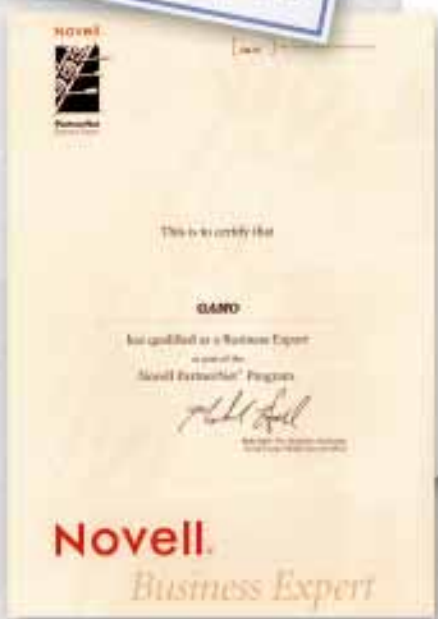 Novell
PartnerNet
This is to certify that
GAMO
has qualified as a Business Expert
as part of the
Novell PartnerNet® Program
Novell.
Business Expert